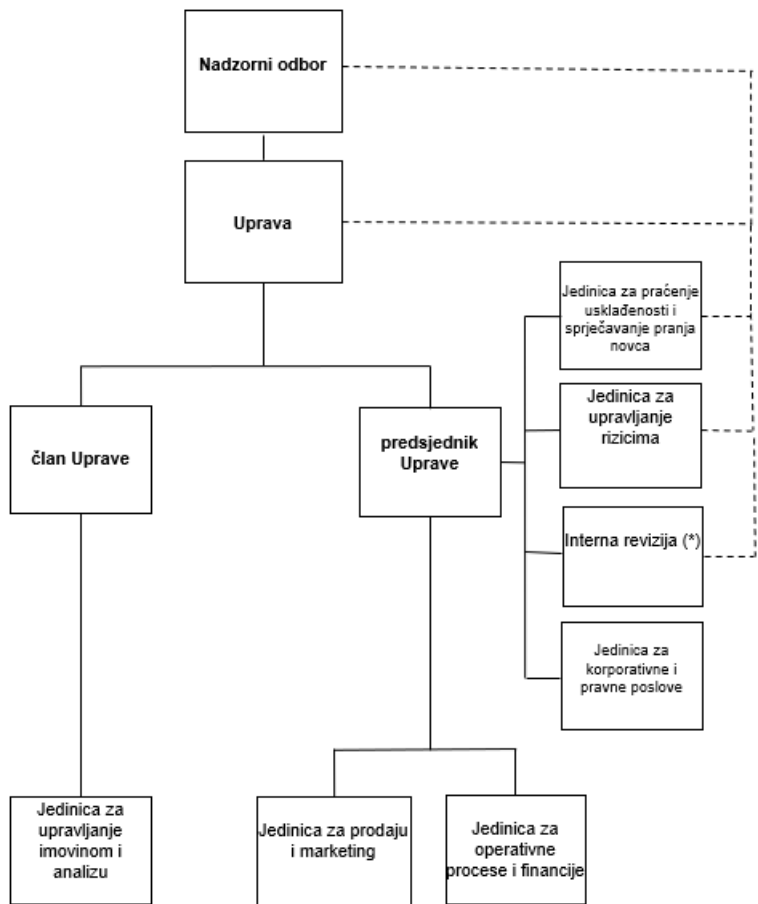 Nadzorni odbor
Uprava
Jedinica za praćenje
usklađenosti i
sprječavanje pranja
novca
Jedinica za
upravljanje
rizicima
član Uprave
predsjednik
Uprave
Interna revizija (*)
Jedinica za
korporativne i
pravne poslove
Jedinica za
upravljanje
imovinom i
analizu
Jedinica za prodaju
i marketing
Jedinica za
operativne
procese i financije